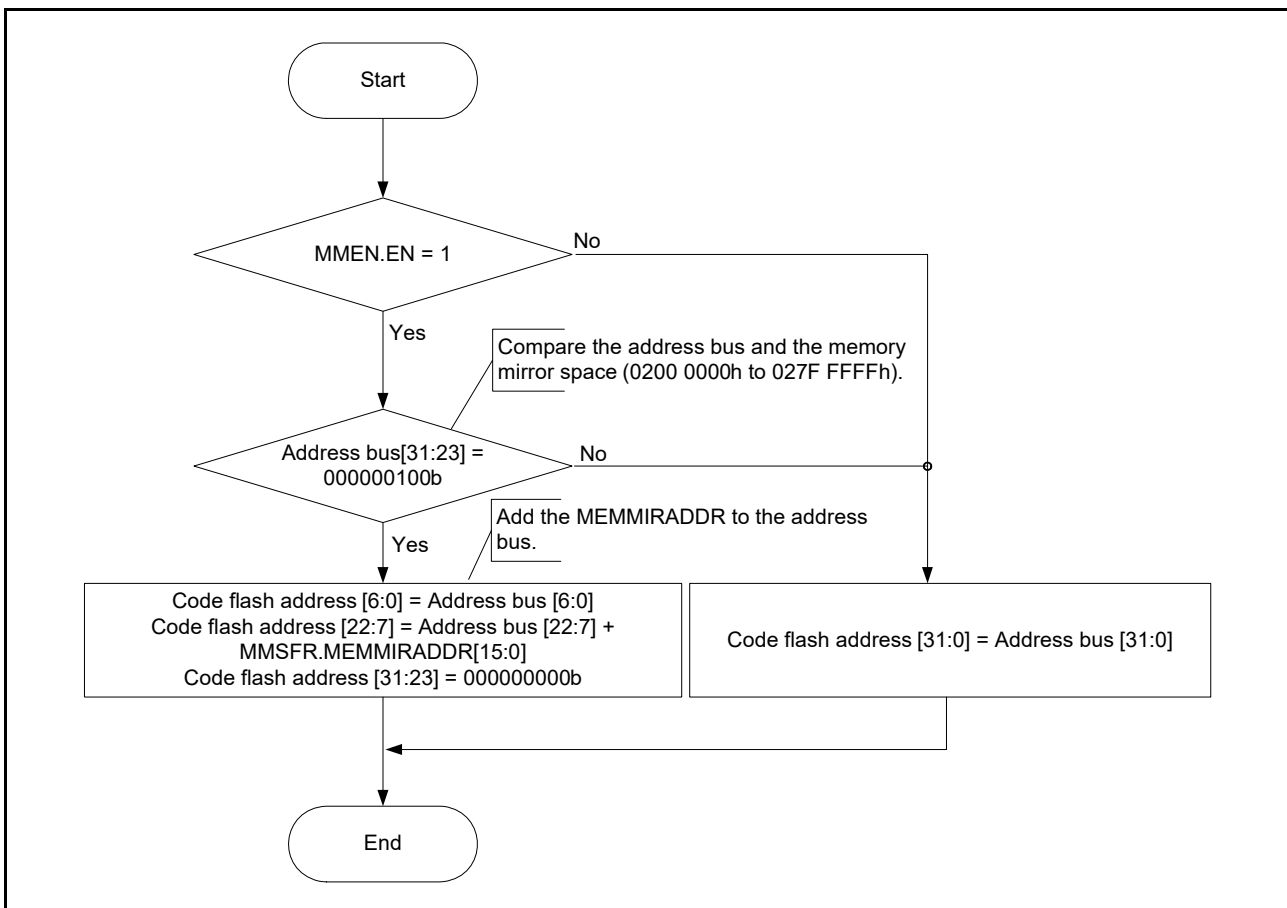 Start
MMEN.EN = 1
No
Yes
Compare the address bus and the memory
mirror space (0200 0000h to 027F FFFFh).
Address bus[31:23] =
000000100b
No
Add the MEMMIRADDR to the address
bus.
Yes
Code flash address [6:0] = Address bus [6:0]
Code flash address [22:7] = Address bus [22:7] +
MMSFR.MEMMIRADDR[15:0]
Code flash address [31:23] = 000000000b
Code flash address [31:0] = Address bus [31:0]
End